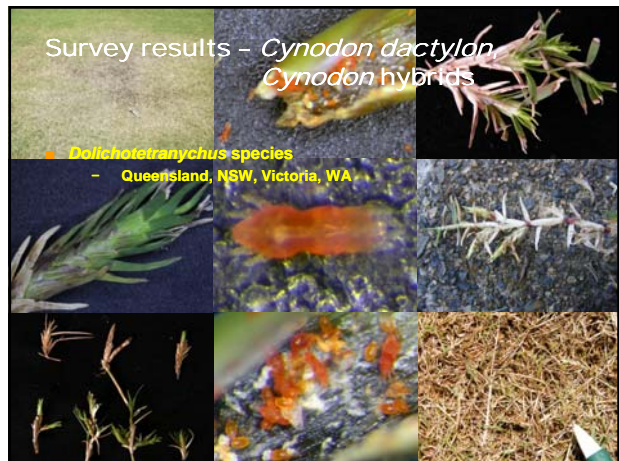 Survey results – Cynodon dactylon,
Cynodon hybrids
Dolichotetranychus species
– Queensland, NSW, Victoria, WA